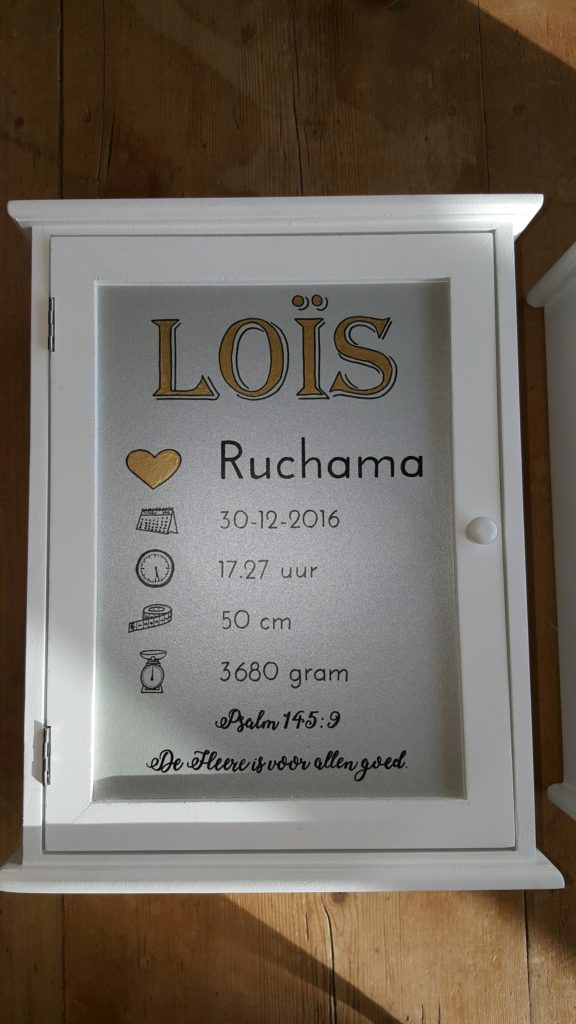 LOÏS
Ruchama
30-12-2016
17.27 uur
50 cm
3680 gram
Psalm 145:9
De Heere is voor allen goed.